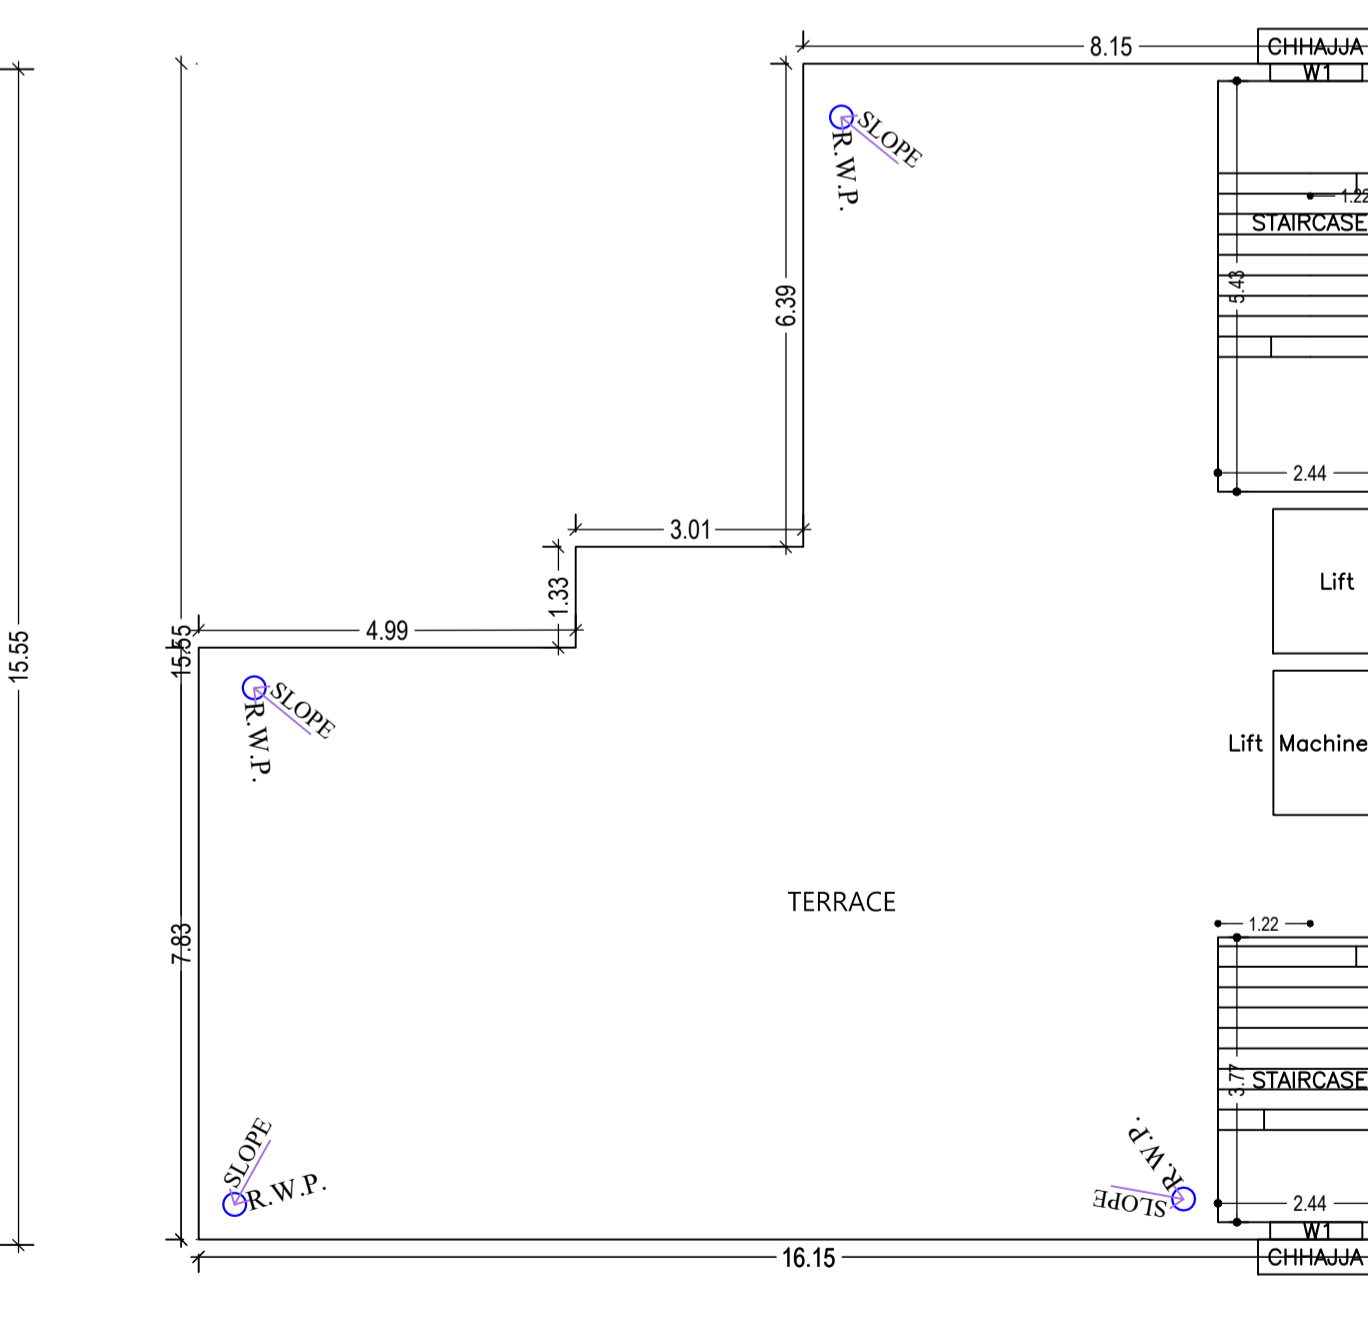 8.15
CHHAJJA
W1
SLOPE
R.W.P.
1.22
STAIRCASE
5.43
6.39
2.44
3.01
1.33
Lift
4.99
15.55
15.55
SLOPE
R.W.P.
Lift Machine
TERRACE
7.83
1.22
3.77
STAIRCASE
SLOPE
R.W.P.
R.W.P.
SLOPE
2.44
W1
16.15
CHHAJJA